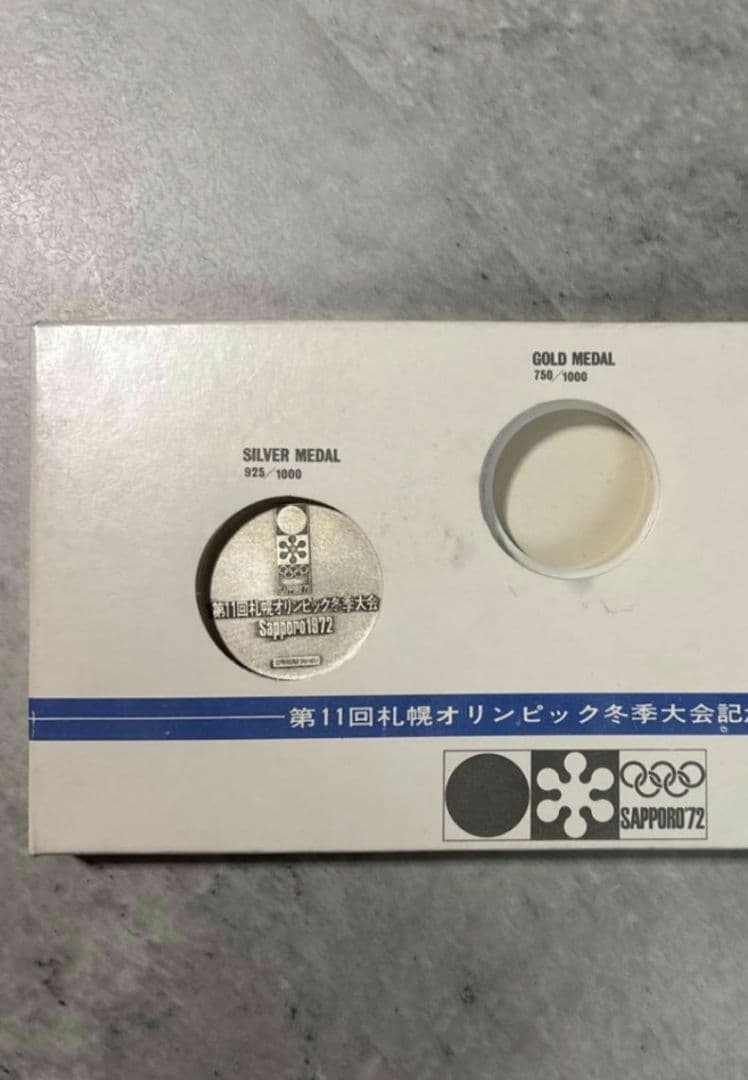 GOLD MEDAL
750/1000
SILVER MEDAL
925/1000
第11回札幌オリンピック冬季大会
Sapporo1972
第11回札幌オリンピック冬季大会記
SAPPORO'72